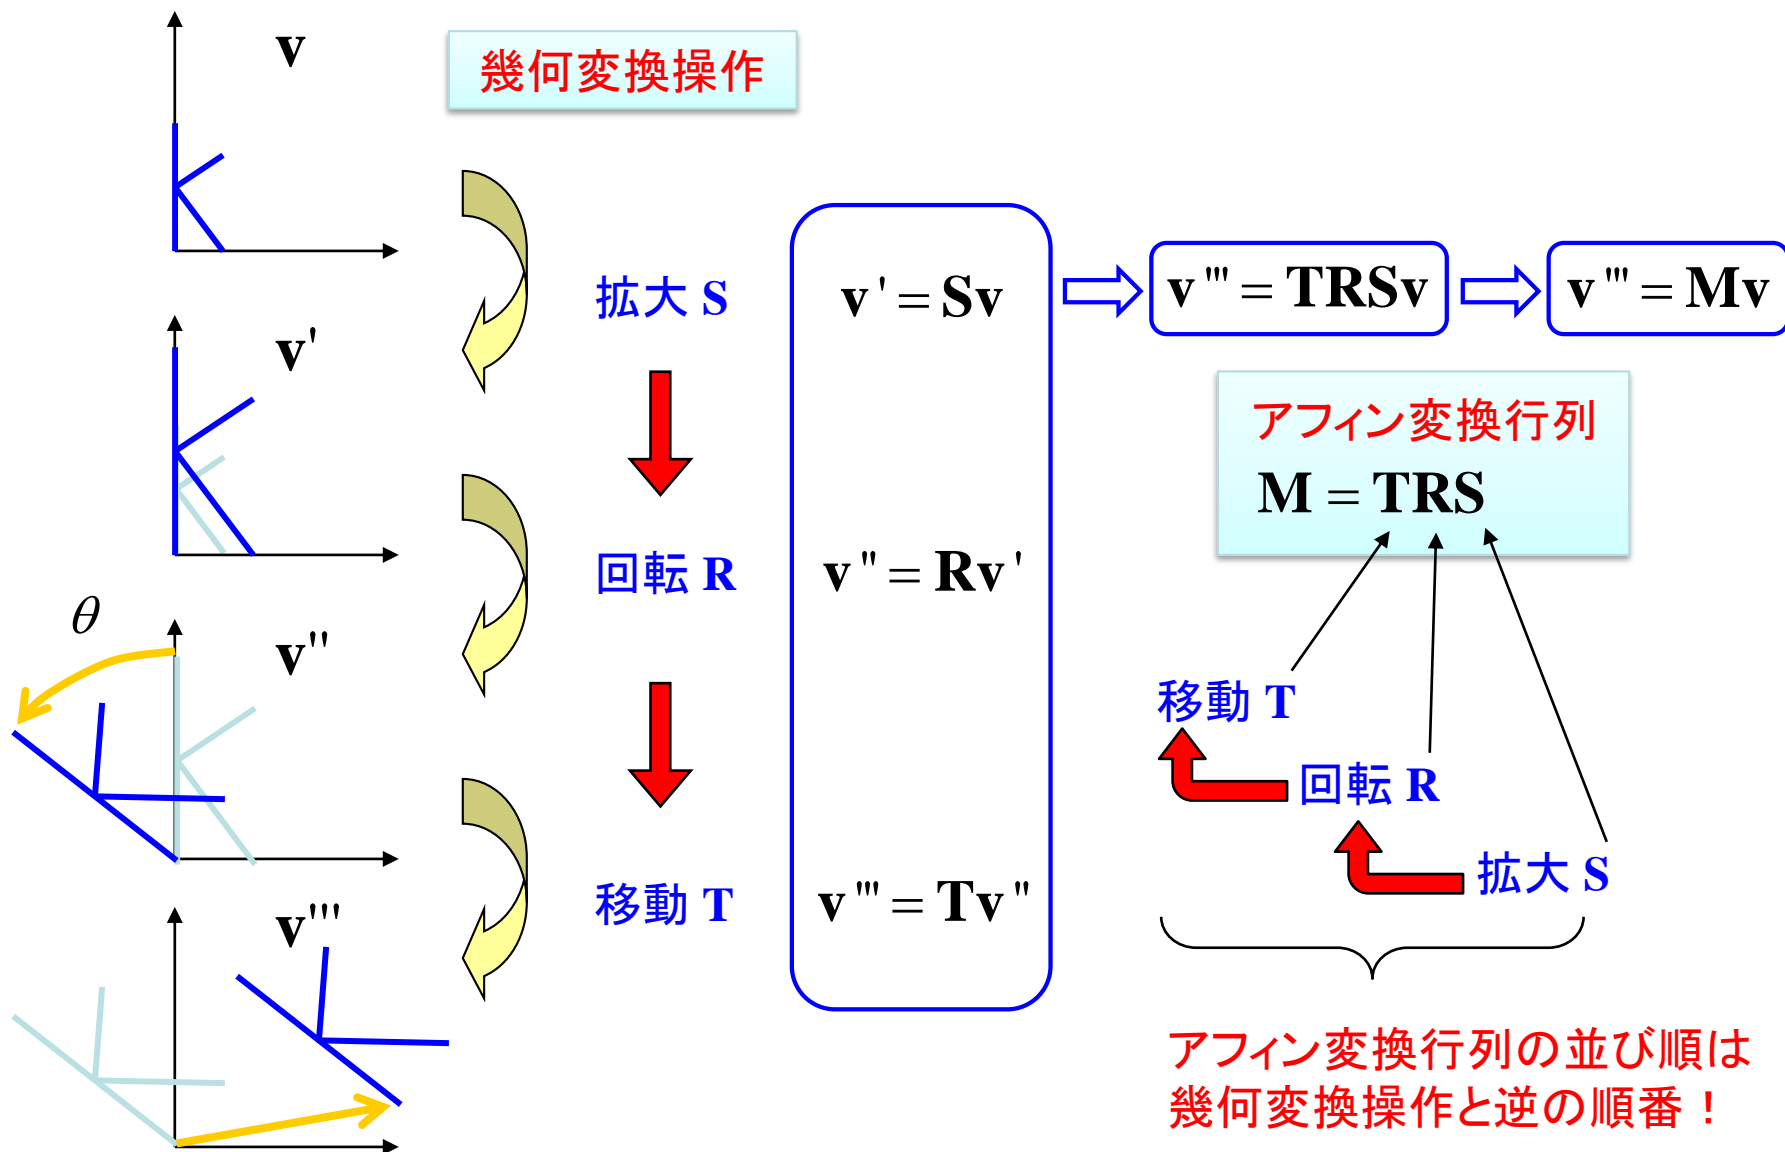 v
幾何変換操作
拡大 S
v' = Sv
v''' = TRSv
v''' = Mv
v'
アフィン変換行列
M = TRS
回転 R
v'' = Rv'
θ
v''
移動 T
回転 R
拡大 S
移動 T
v''' = Tv''
v'''
アフィン変換行列の並び順は
幾何変換操作と逆の順番！